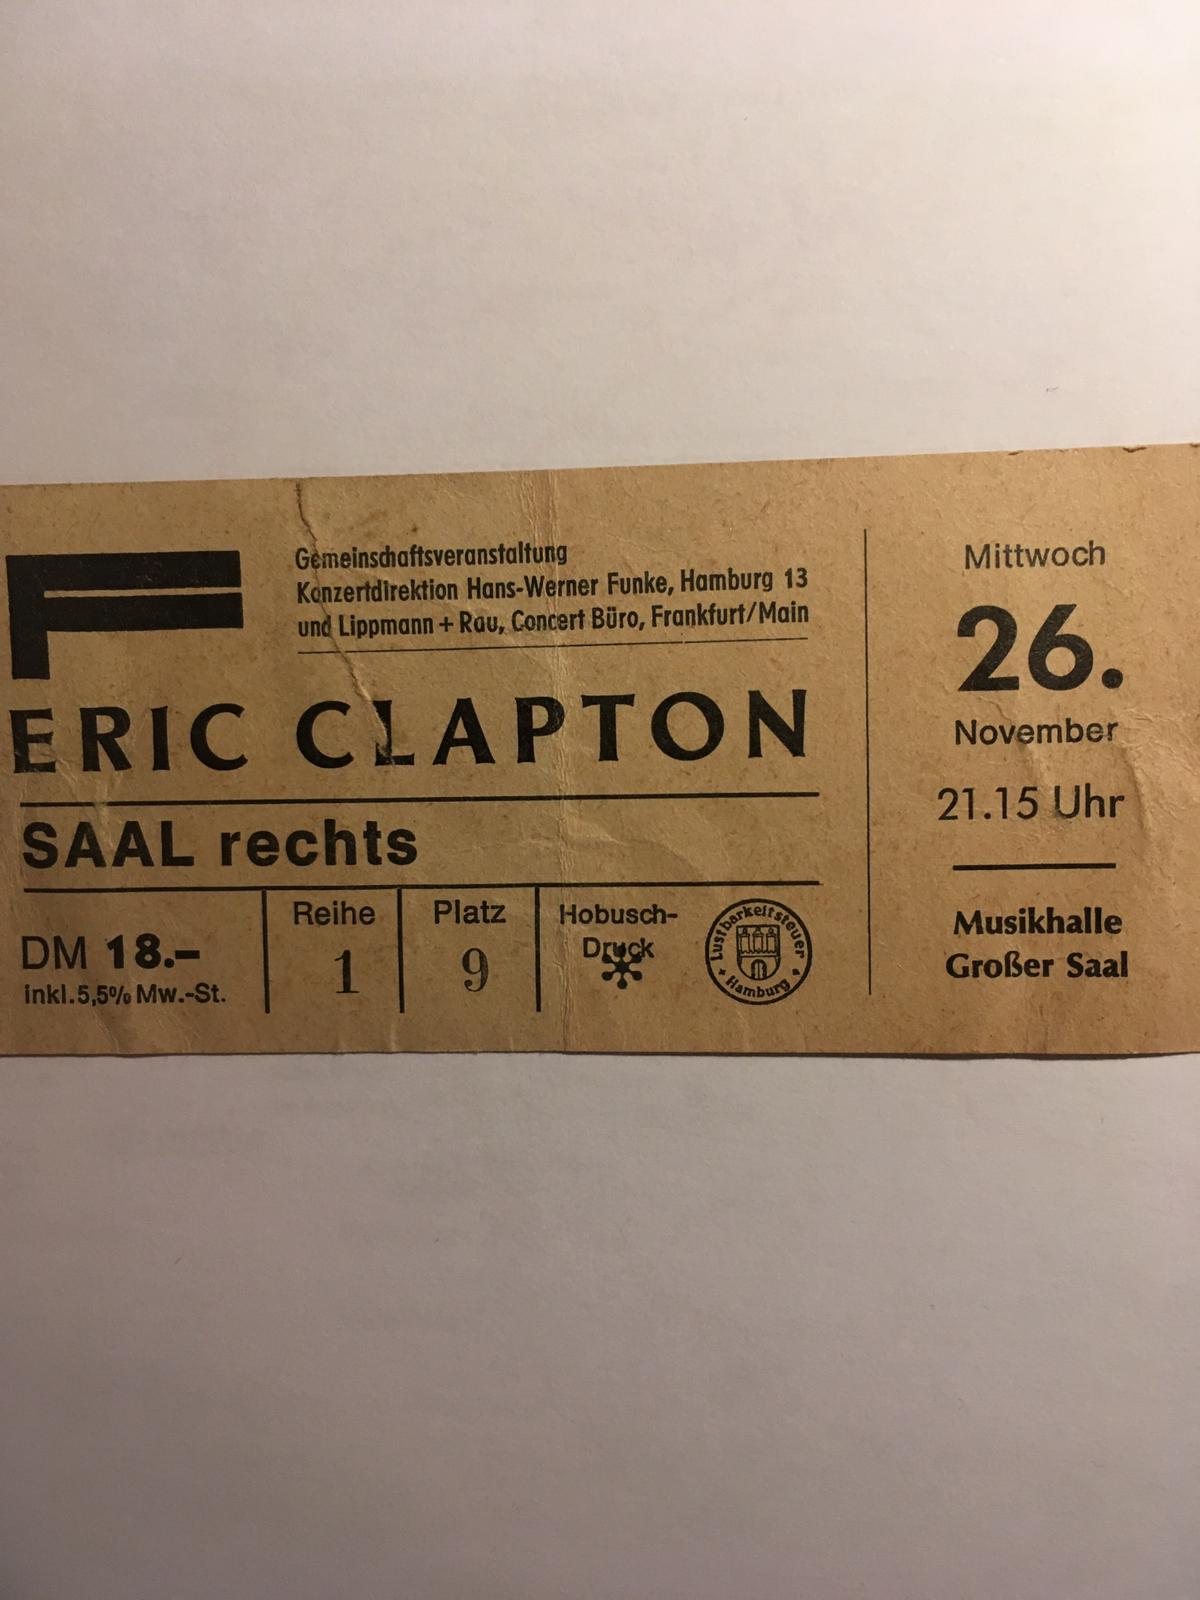 F
Gemeinschaftsveranstaltung
Konzertdirektion Hans-Werner Funke, Hamburg 13
und Lippmann + Rau, Concert Büro, Frankfurt/Main
ERIC CLAPTON
SAAL rechts
DM 18.–
inkl. 5,5% Mw.-St.
Reihe
1
Platz
9
Hobusch-
Druck
Lustbarkeitsteuer
Hamburg
Mittwoch
26.
November
21.15 Uhr
Musikhalle
Großer Saal